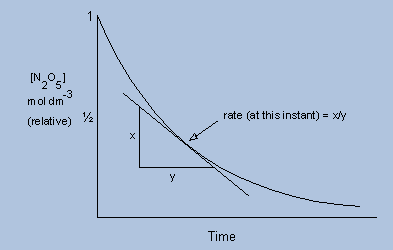 1
[N₂O₅]
mol dm⁻³
(relative)
½
x
y
rate (at this instant) = x/y
Time